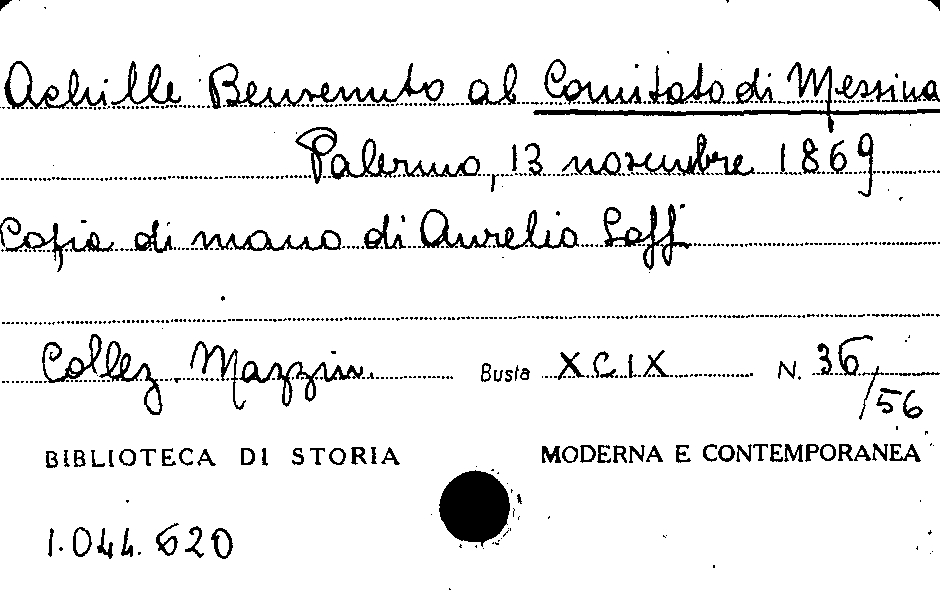 Achille Benvenuto al Comitato di Messina
Palermo, 13 novembre 1869
Copia di mano di Aurelio Saffi
Collez. Mazzin. Busta XCIX N. 36/56
BIBLIOTECA DI STORIA MODERNA E CONTEMPORANEA
1.044.620